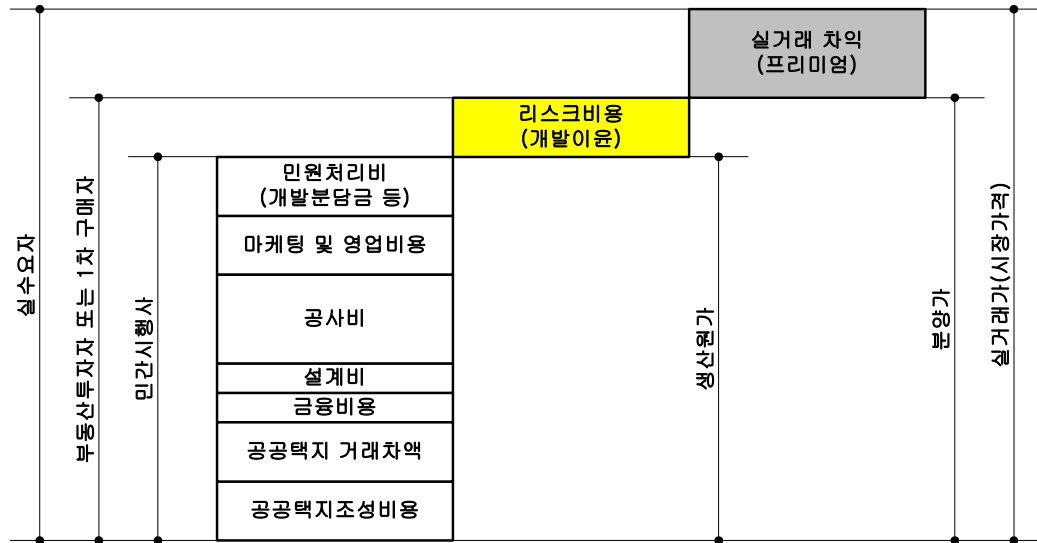 실거래 차익
(프리미엄)
리스크비용
(개발이윤)
민원처리비
(개발분담금 등)
마케팅 및 영업비용
공사비
설계비
금융비용
공공택지 거래차액
공공택지조성비용
실수요자
부동산투자자 또는 1차 구매자
민간시행사
생산원가
분양가
실거래가(시장가격)